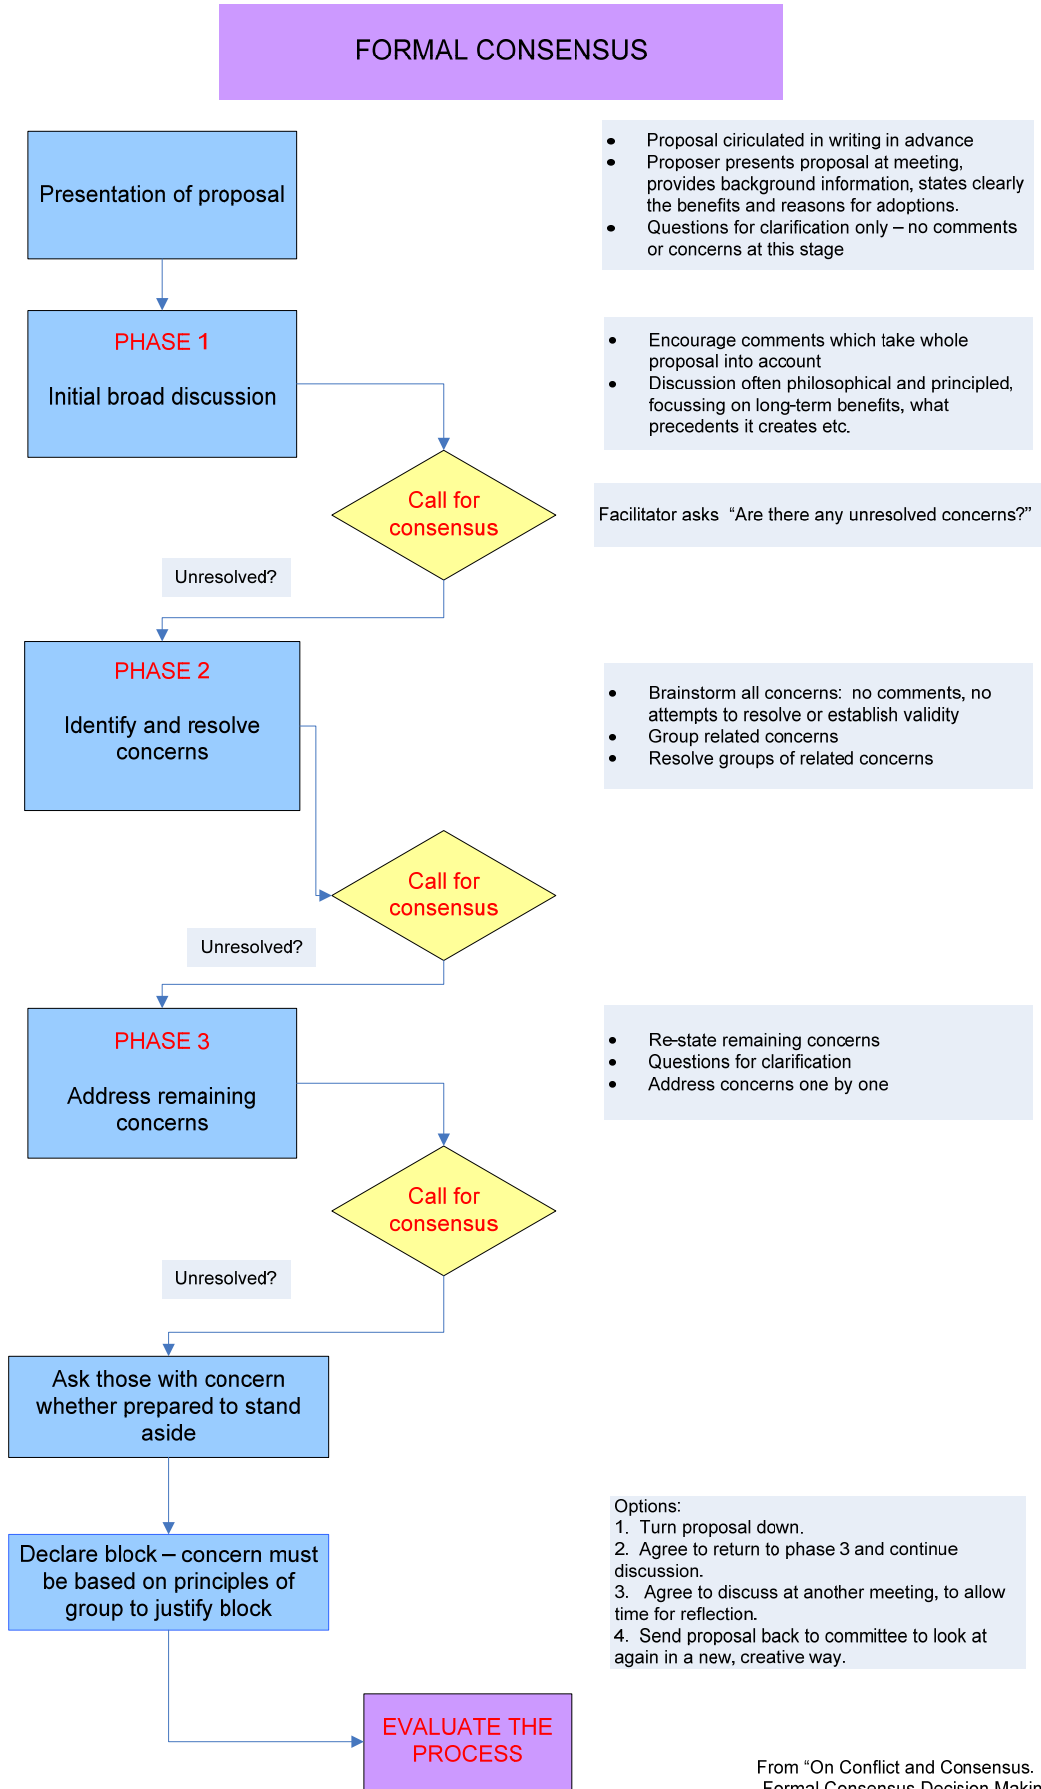 FORMAL CONSENSUS
Presentation of proposal
• Proposal ciriculated in writing in advance
• Proposer presents proposal at meeting,
provides background information, states clearly
the benefits and reasons for adoptions.
• Questions for clarification only – no comments
or concerns at this stage
PHASE 1
Initial broad discussion
• Encourage comments which take whole
proposal into account
• Discussion often philosophical and principled,
focussing on long-term benefits, what
precedents it creates etc.
Call for
consensus
Facilitator asks “Are there any unresolved concerns?”
Unresolved?
PHASE 2
Identify and resolve
concerns
• Brainstorm all concerns: no comments, no
attempts to resolve or establish validity
• Group related concerns
• Resolve groups of related concerns
Call for
consensus
Unresolved?
PHASE 3
Address remaining
concerns
• Re-state remaining concerns
• Questions for clarification
• Address concerns one by one
Call for
consensus
Unresolved?
Ask those with concern
whether prepared to stand
aside
Declare block – concern must
be based on principles of
group to justify block
Options:
1. Turn proposal down.
2. Agree to return to phase 3 and continue
discussion.
3. Agree to discuss at another meeting, to allow
time for reflection.
4. Send proposal back to committee to look at
again in a new, creative way.
EVALUATE THE
PROCESS
From “On Conflict and Consensus.
Formal Consensus Decision